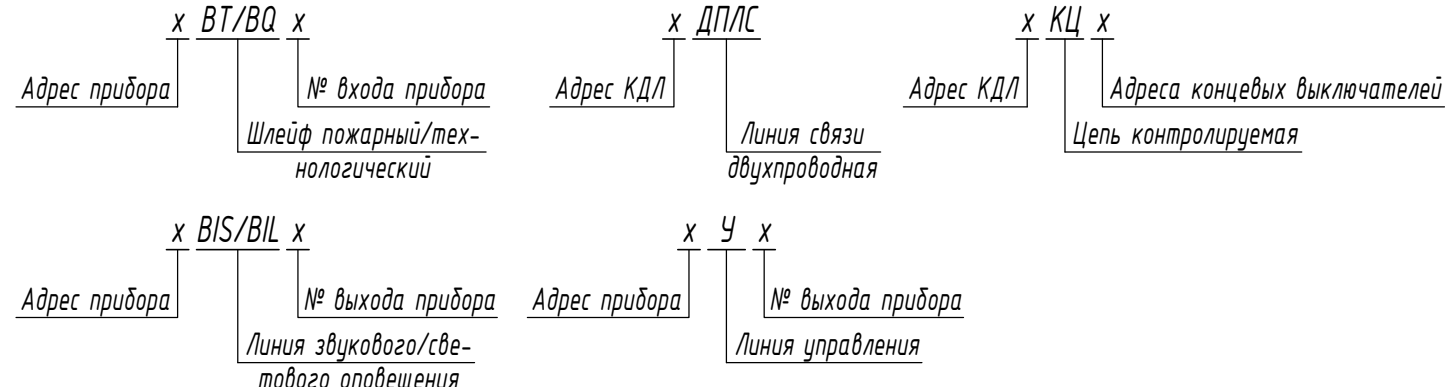 x BT/BQ x
Адрес прибора
№ входа прибора
Шлейф пожарный/тех-
нологический
x ДПЛС
Адрес КДЛ
Линия связи
двухпроводная
x КЦ x
Адрес КДЛ
Адреса концевых выключателей
Цепь контролируемая
x BIS/BIL x
Адрес прибора
№ выхода прибора
Линия звукового/све-
тового оповещения
x У x
Адрес прибора
№ выхода прибора
Линия управления